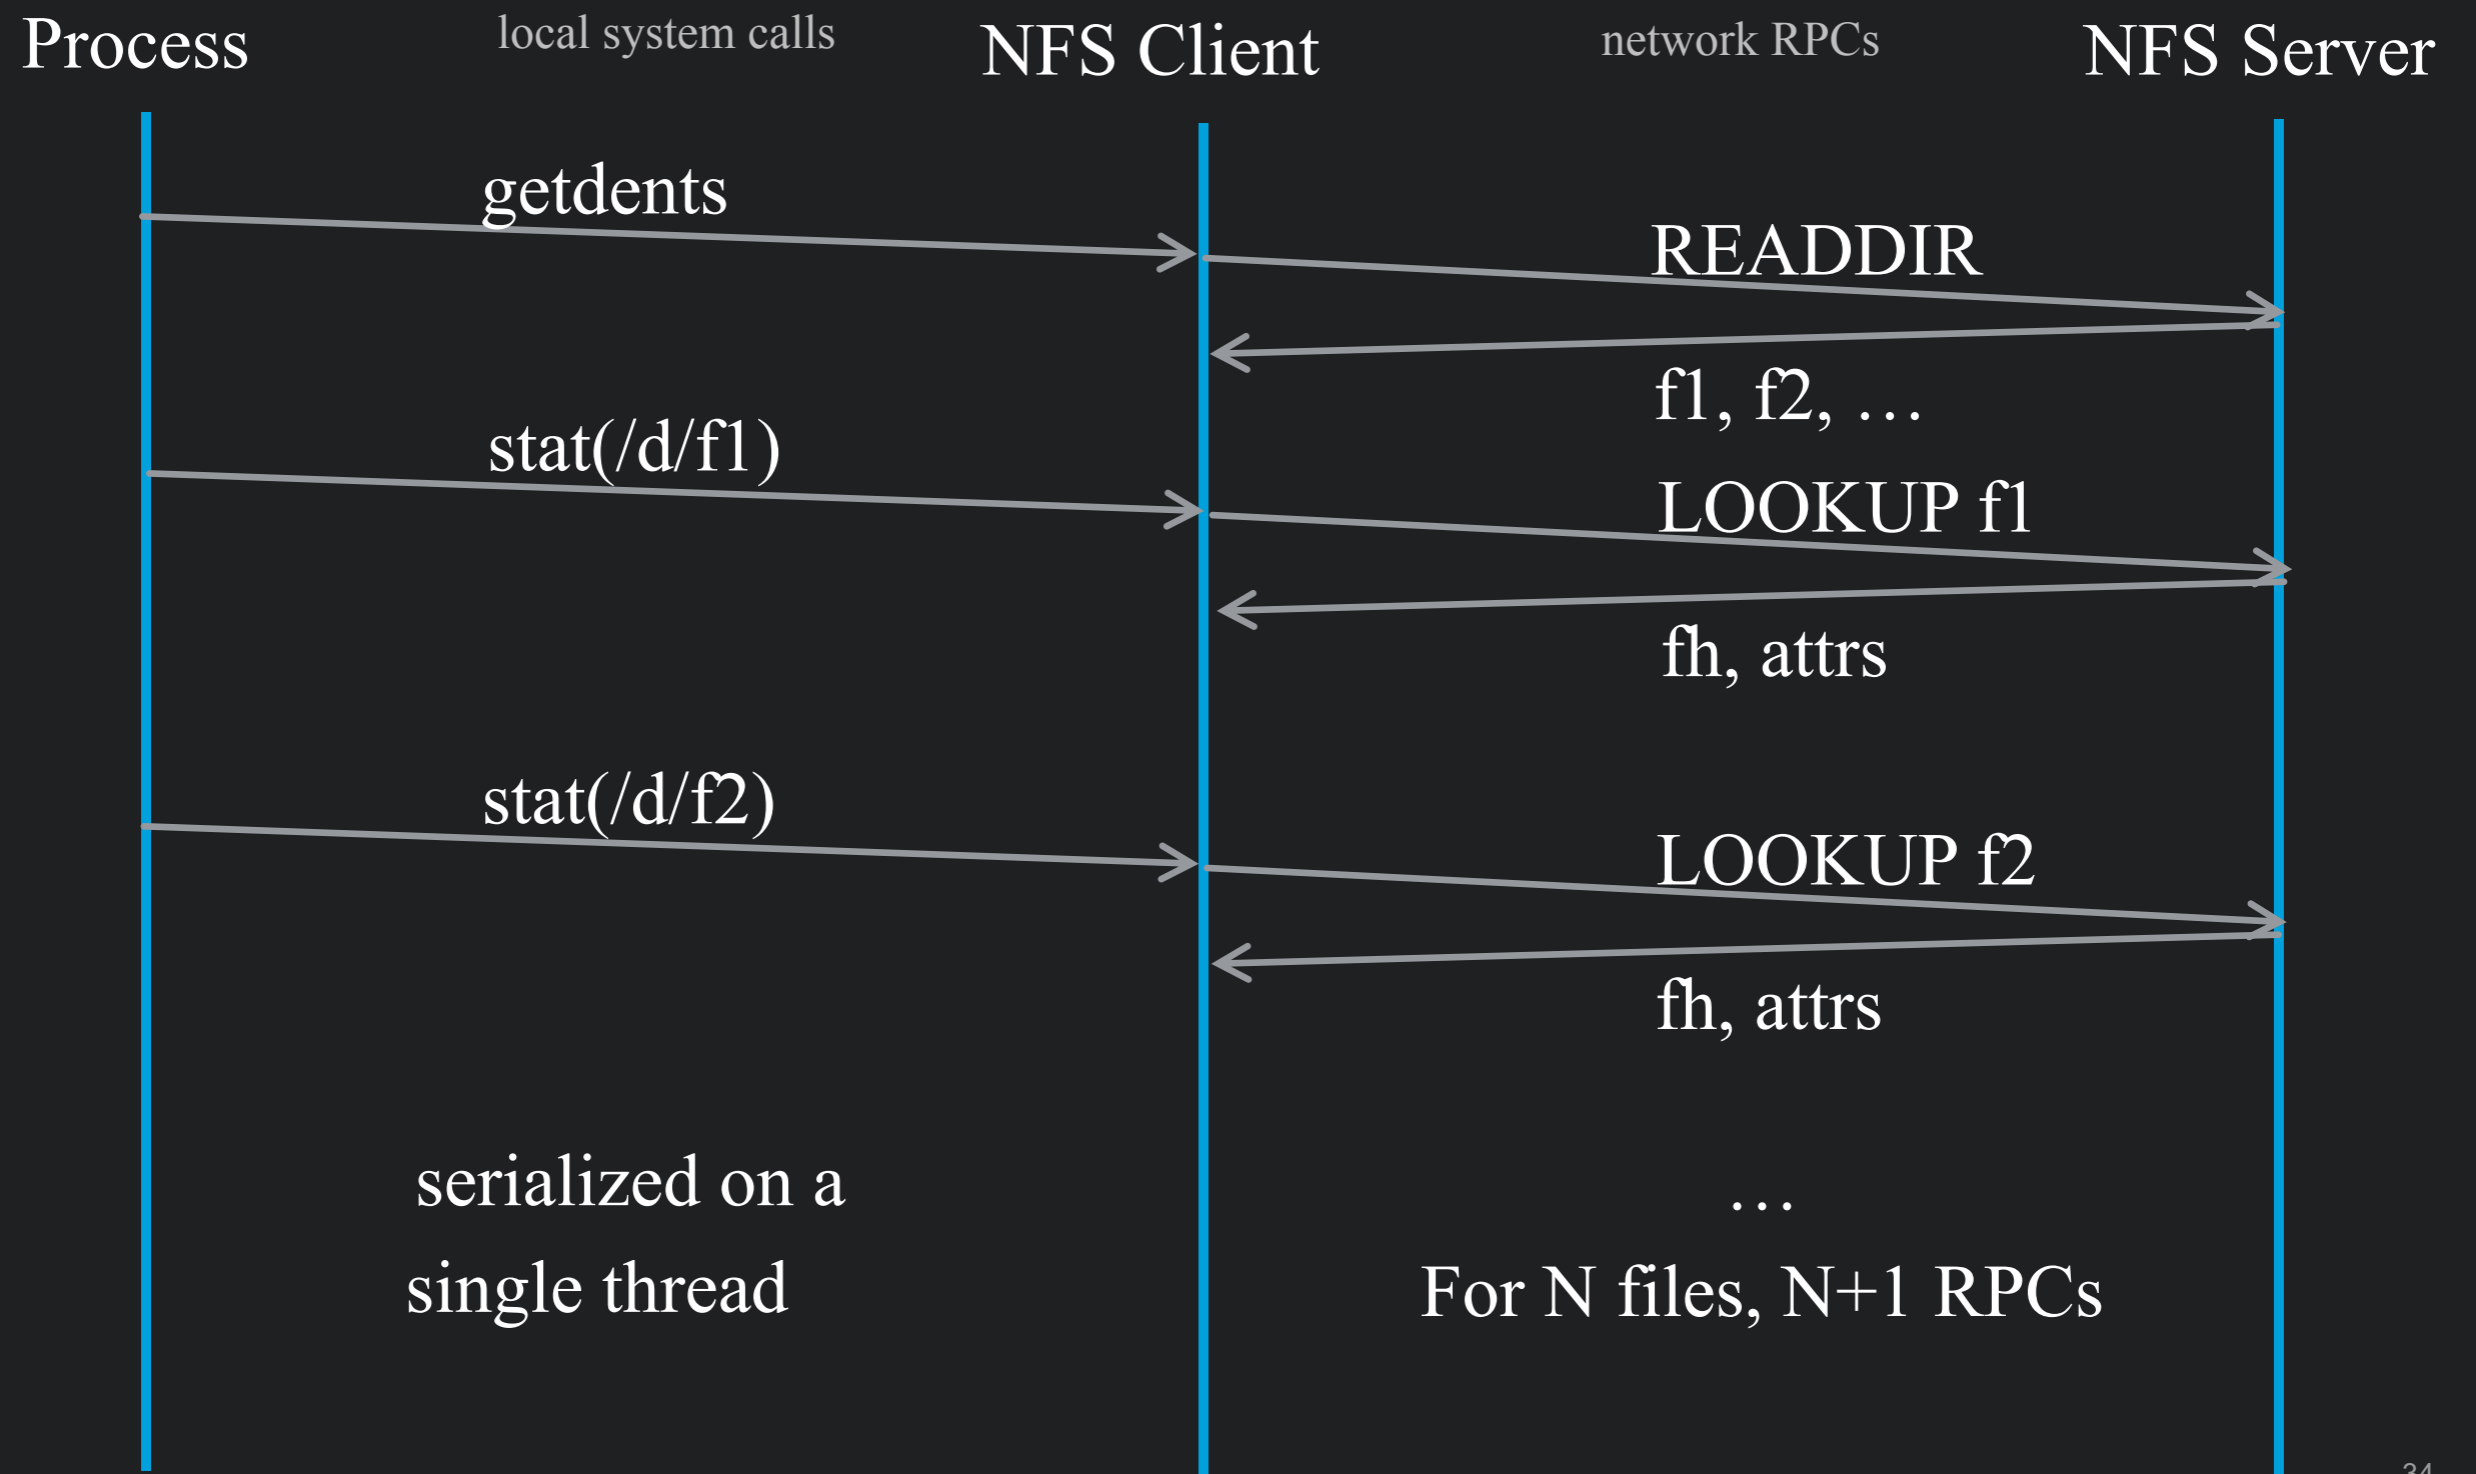 Process
local system calls
NFS Client
network RPCs
NFS Server
getdents
READDIR
f1, f2, …
stat(/d/f1)
LOOKUP f1
fh, attrs
stat(/d/f2)
LOOKUP f2
fh, attrs
serialized on a
single thread
…
For N files, N+1 RPCs
34